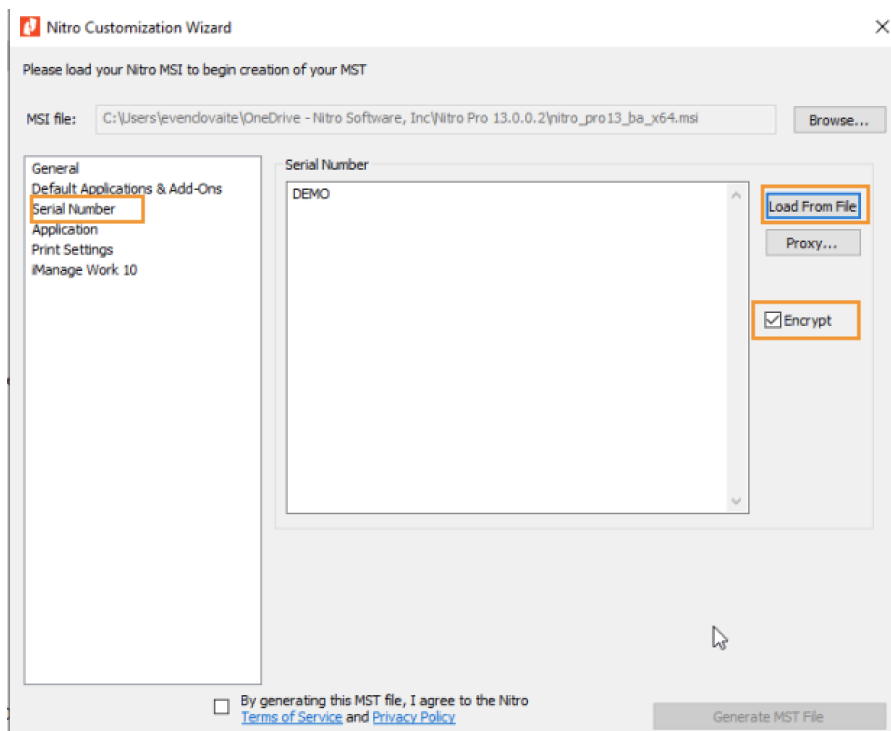 Nitro Customization Wizard
Please load your Nitro MSI to begin creation of your MST
MSI file:
C:\Users\evendovaite\OneDrive - Nitro Software, Inc\Nitro Pro 13.0.0.2\nitro_pro13_ba_x64.msi
Browse...
General
Default Applications & Add-Ons
Serial Number
Application
Print Settings
iManage Work 10
Serial Number
DEMO
Load From File
Proxy...
Encrypt
By generating this MST file, I agree to the Nitro
Terms of Service and Privacy Policy
Generate MST File